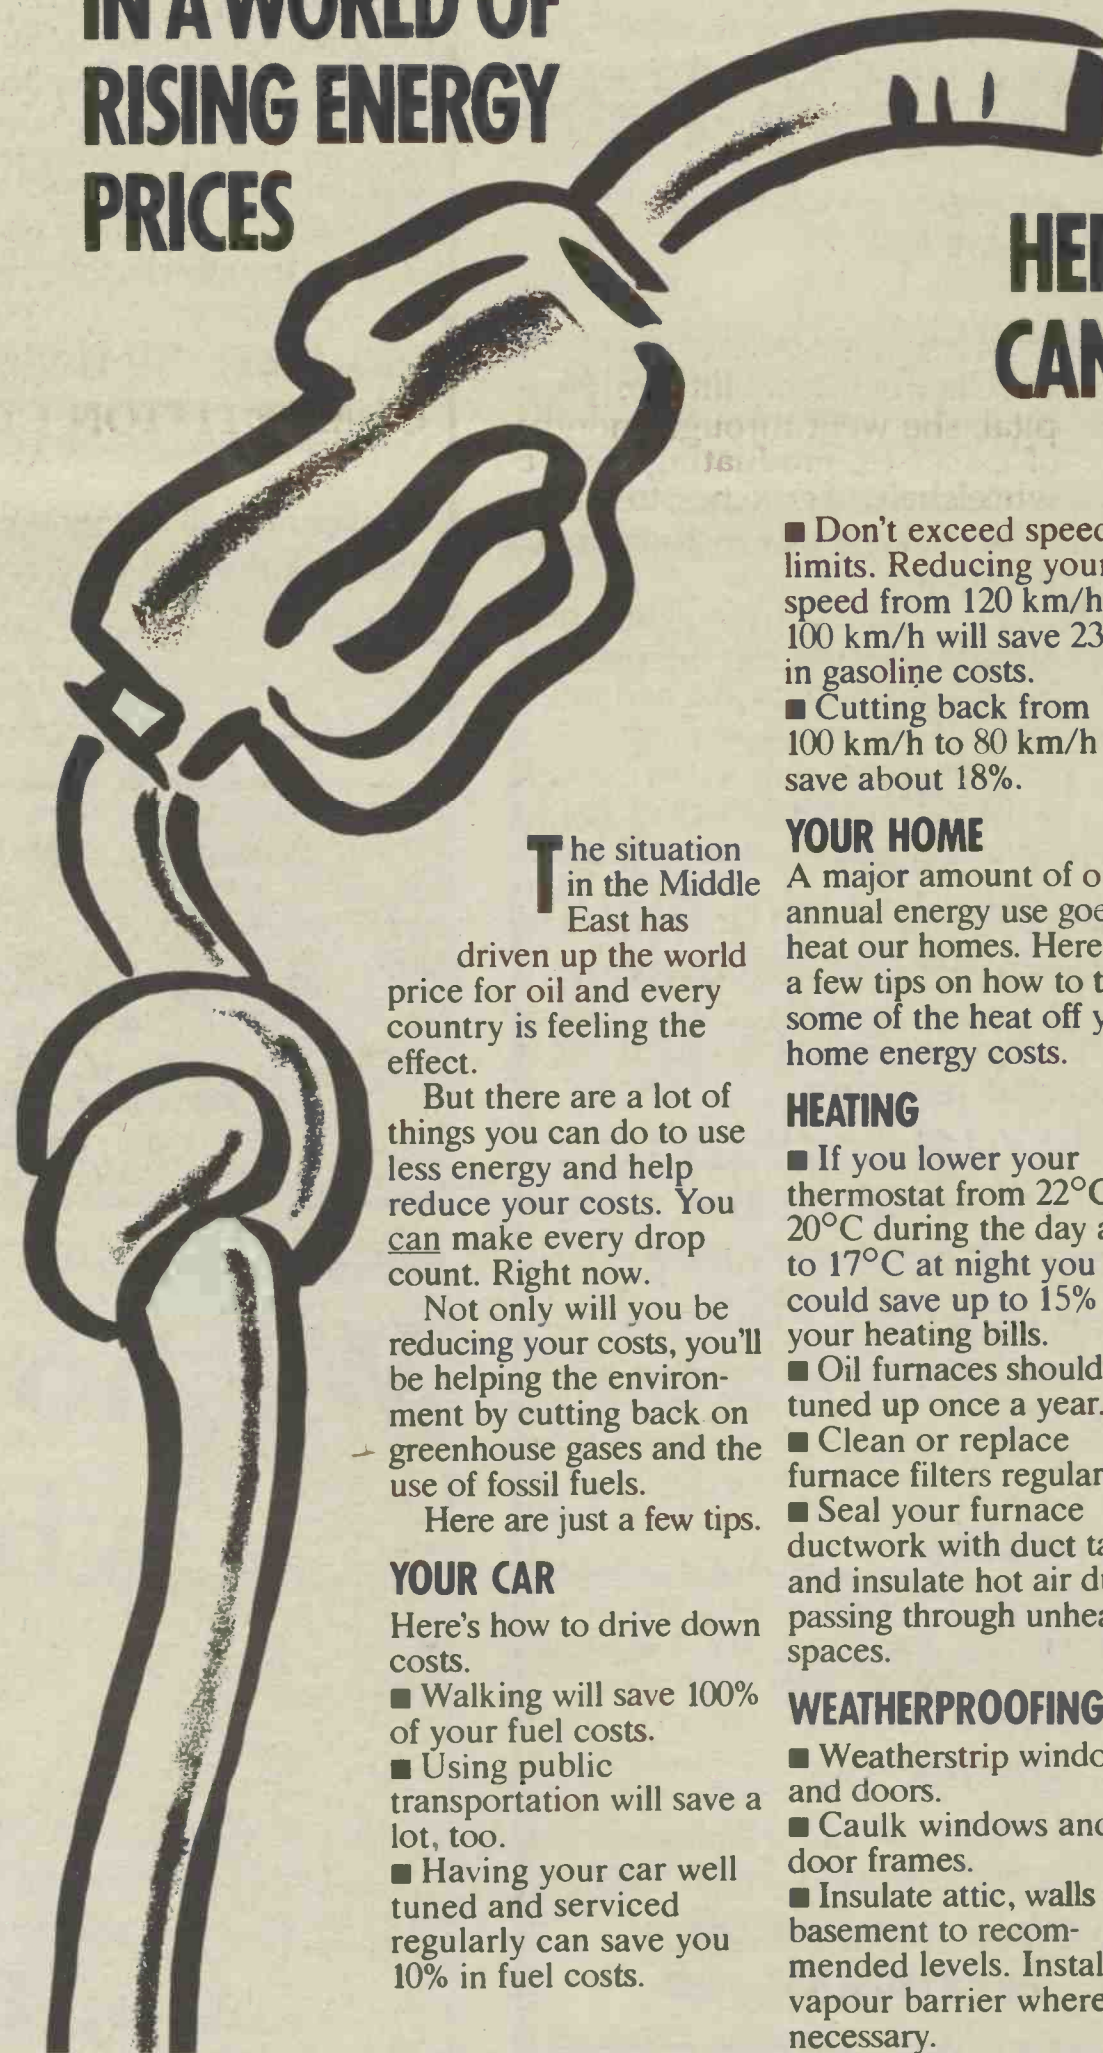 IN A WORLD OF
RISING ENERGY
PRICES
CAN
The situation
in the Middle
East has
driven up the world
price for oil and every
country is feeling the
effect.
But there are a lot of
things you can do to use
less energy and help
reduce your costs. You
can make every drop
count. Right now.
Not only will you be
reducing your costs, you'll
be helping the environ-
ment by cutting back on
greenhouse gases and the
use of fossil fuels.
Here are just a few tips.
YOUR CAR
Here's how to drive down
costs.
■ Walking will save 100%
of your fuel costs.
■ Using public
transportation will save a
lot, too.
■ Having your car well
tuned and serviced
regularly can save you
10% in fuel costs.
■ Don't exceed speed
limits. Reducing your
speed from 120 km/h
100 km/h will save 23
in gasoline costs.
■ Cutting back from
100 km/h to 80 km/h
save about 18%.
YOUR HOME
A major amount of
annual energy use
heat our homes. Here
a few tips on how to
some of the heat off
home energy costs.
HEATING
■ If you lower your
thermostat from 22°C
20°C during the day
to 17°C at night you
could save up to 15%
your heating bills.
■ Oil furnaces should
tuned up once a year.
■ Clean or replace
furnace filters
■ Seal your furnace
ductwork with duct
and insulate hot air
passing through
spaces.
WEATHERPROOFING
■ Weatherstrip
and doors.
■ Caulk windows and
door frames.
■ Insulate attic, walls
basement to recom-
mended levels. Instal
vapour barrier where
necessary.